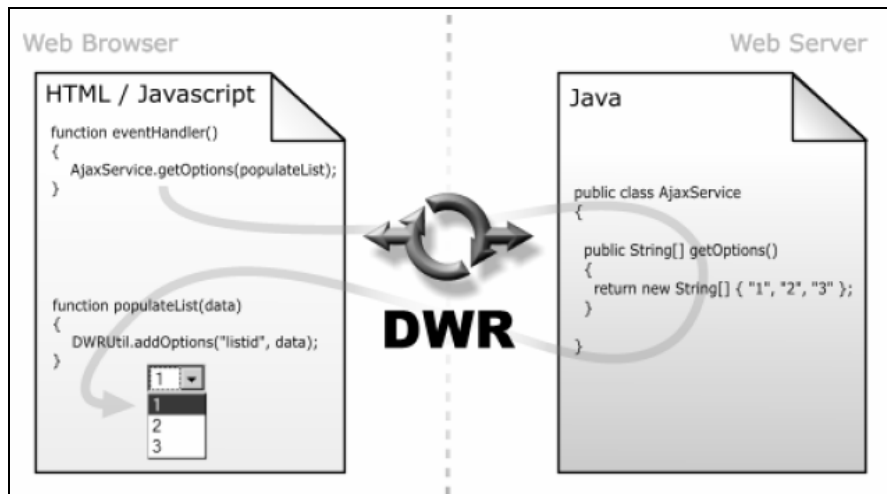 Web Browser
Web Server
HTML / Javascript
function eventHandler()
{
AjaxService.getOptions(populateList);
}
function populateList(data)
{
DWRUtil.addOptions("listid", data);
}
1
1
2
3
DWR
Java
public class AjaxService
{
public String[] getOptions()
{
return new String[] { "1", "2", "3" };
}
}